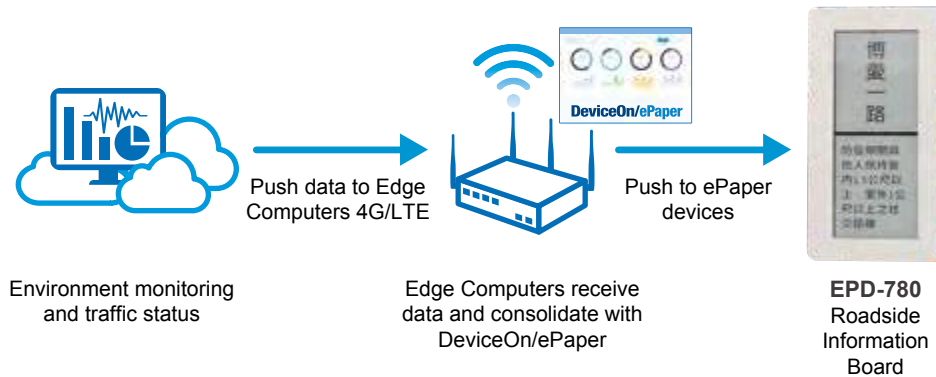 DeviceOn/ePaper
Push data to Edge
Computers 4G/LTE
Push to ePaper
devices
Environment monitoring
and traffic status
Edge Computers receive
data and consolidate with
DeviceOn/ePaper
博
愛
一
路
EPD-780
Roadside
Information
Board